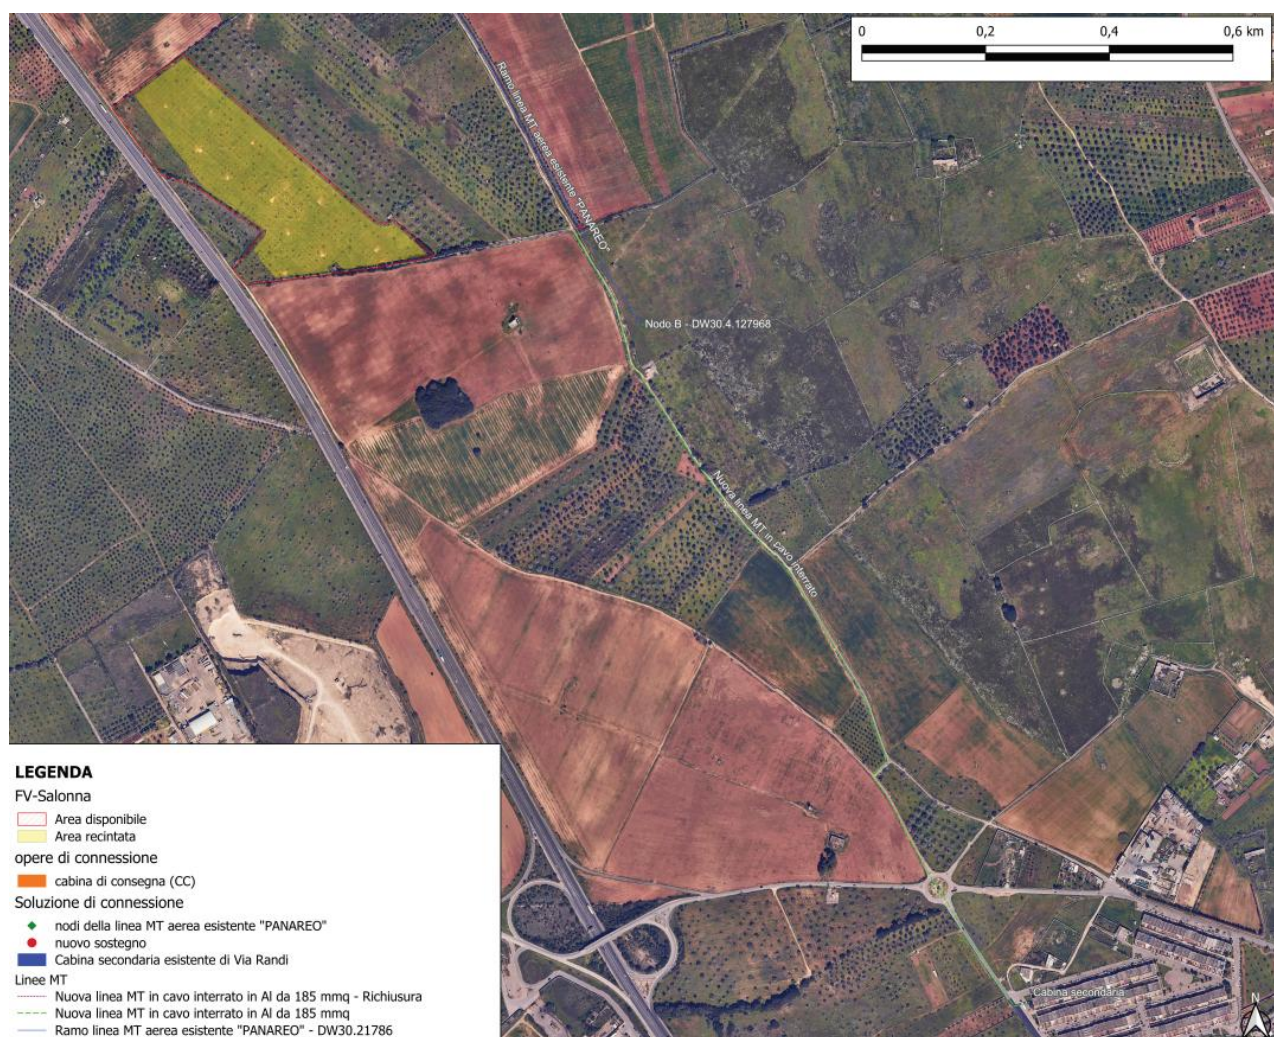 0 0,2 0,4 0,6 km
Ramo linea MT aerea esistente "PANAREO"
Nodo B - DW30.4.127968
Nuova linea MT in cavo interrato
Cabina secondaria
N
LEGENDA
FV-Salonna
Area disponibile
Area recintata
opere di connessione
cabina di consegna (CC)
Soluzione di connessione
nodi della linea MT aerea esistente "PANAREO"
nuovo sostegno
Cabina secondaria esistente di Via Randi
Linee MT
Nuova linea MT in cavo interrato in Al da 185 mmq - Richiusura
Nuova linea MT in cavo interrato in Al da 185 mmq
Ramo linea MT aerea esistente "PANAREO" - DW30.21786